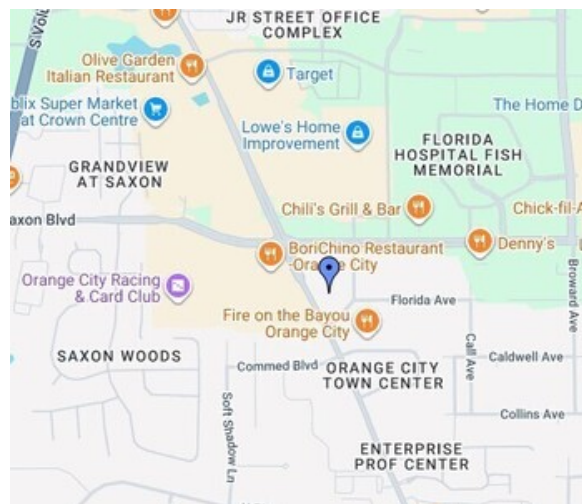 JR STREET OFFICE
COMPLEX
S Volu
Olive Garden
Italian Restaurant
Target
blix Super Market
at Crown Centre
The Home D
Lowe's Home
Improvement
FLORIDA
HOSPITAL FISH
MEMORIAL
GRANDVIEW
AT SAXON
Chili's Grill & Bar
Chick-fil-A
axon Blvd
BoriChino Restaurant
-Orange City
Denny's
Orange City Racing
& Card Club
Broward Ave
Florida Ave
Fire on the Bayou
Orange City
Call Ave
SAXON WOODS
Commed Blvd
ORANGE CITY
TOWN CENTER
Caldwell Ave
Soft Shadow Ln
Collins Ave
ENTERPRISE
PROF CENTER